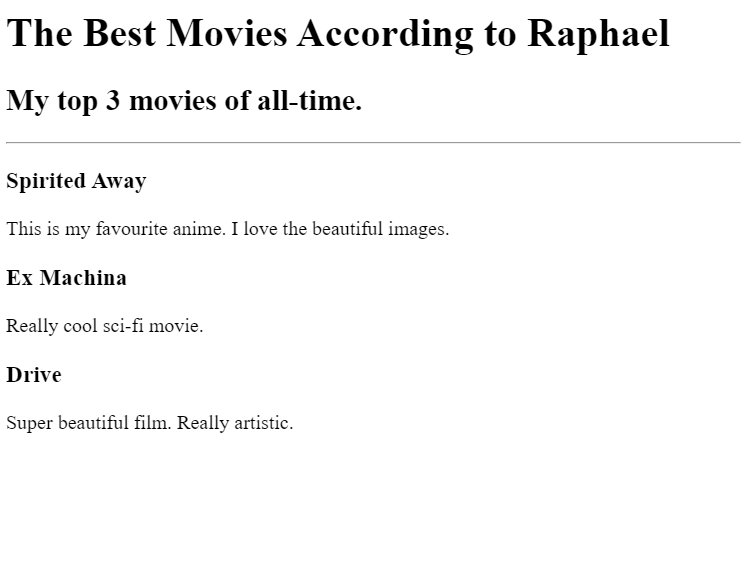 The Best Movies According to Raphael
My top 3 movies of all-time.
Spirited Away
This is my favourite anime. I love the beautiful images.
Ex Machina
Really cool sci-fi movie.
Drive
Super beautiful film. Really artistic.